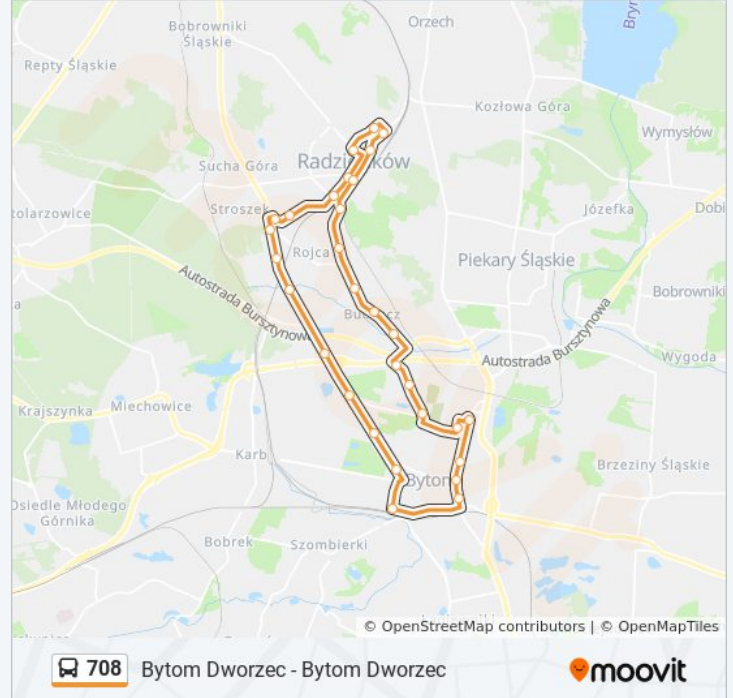 Orzech
Bobrowniki
Śląskie
Bryn
Repty Śląskie
Kozłowa Góra
Wymysłów
Sucha Góra
Stroszek
tolarzowice
Józefka
Dobi
Rojca
Piekary Śląskie
a
Autostrada Bursztynowa
Bobrowniki
Autostrada Bursztynowa
Wygoda
Krajszynka
Miechowice
Karb
Bytom
Brzeziny Śląskie
Osiedle Młodego
Górnika
Bobrek
Szombierki
© OpenStreetMap contributors | © OpenMapTiles
708 Bytom Dworzec - Bytom Dworzec
moovit